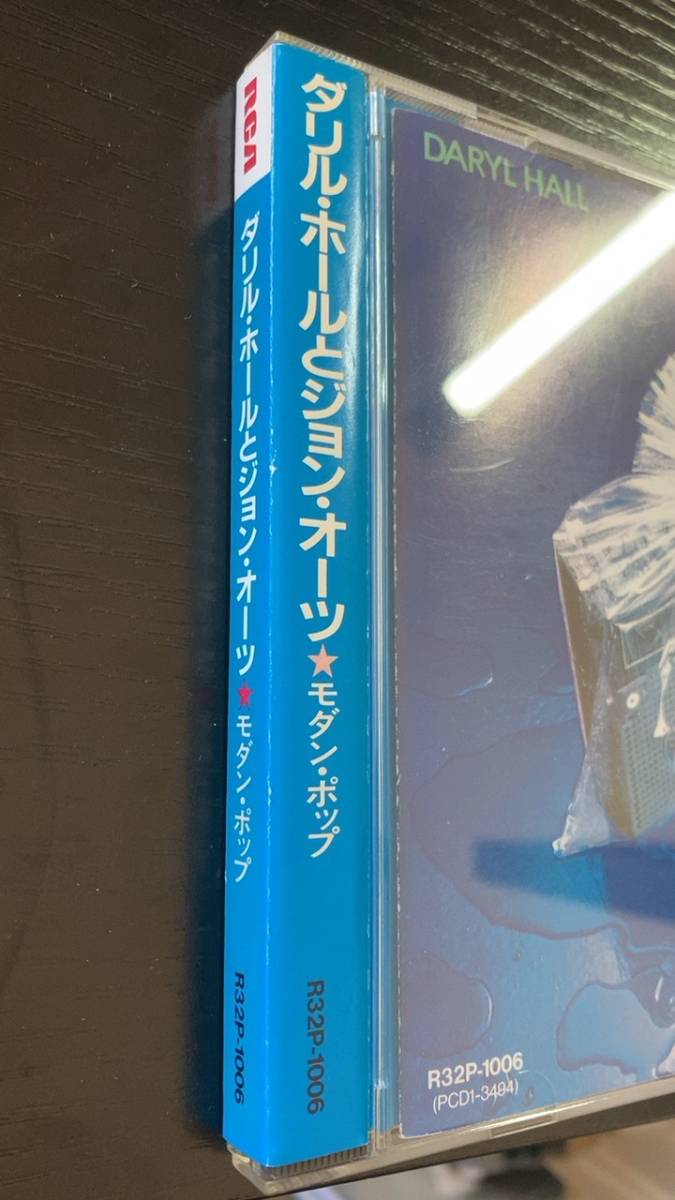 RCA
ダリル・ホールとジョン・オーツ★モダン・ポップ
R32P-1006
ダリル・ホールとジョン・オーツ★モダン・ポップ
R32P-1006
DARYL HALL
R32P-1006
(PCD1-3494)